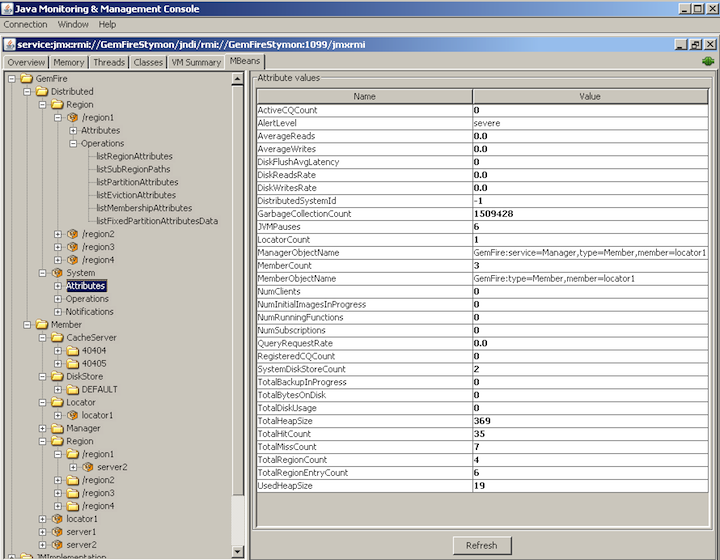 Java Monitoring & Management Console
Connection Window Help
service:jmx:rmi://GemFireStymon/jndi/rmi://GemFireStymon:1099/jmxrmi
Overview Memory Threads Classes VM Summary MBeans
GemFire
Distributed
Region
/region1
Attributes
Operations
listRegionAttributes
listSubRegionPaths
listPartitionAttributes
listEvictionAttributes
listMembershipAttributes
listFixedPartitionAttributesData
/region2
/region3
/region4
System
Attributes
Operations
Notifications
Member
CacheServer
40404
40405
DiskStore
DEFAULT
Locator
locator1
Manager
Region
/region1
server2
/region2
/region3
/region4
locator1
server1
server2
JMImplementation
Attribute values
Name Value
ActiveCQCount 0
AlertLevel severe
AverageReads 0.0
AverageWrites 0.0
DiskFlushAvgLatency 0
DiskReadsRate 0.0
DiskWritesRate 0.0
DistributedSystemId -1
GarbageCollectionCount 1509428
JVMPauses 6
LocatorCount 1
ManagerObjectName GemFire:service=Manager,type=Member,member=locator1
MemberCount 3
MemberObjectName GemFire:type=Member,member=locator1
NumClients 0
NumInitialImagesInProgress 0
NumRunningFunctions 0
NumSubscriptions 0
QueryRequestRate 0.0
RegisteredCQCount 0
SystemDiskStoreCount 2
TotalBackupInProgress 0
TotalBytesOnDisk 0
TotalDiskUsage 0
TotalHeapSize 369
TotalHitCount 35
TotalMissCount 7
TotalRegionCount 4
TotalRegionEntryCount 6
UsedHeapSize 19
Refresh